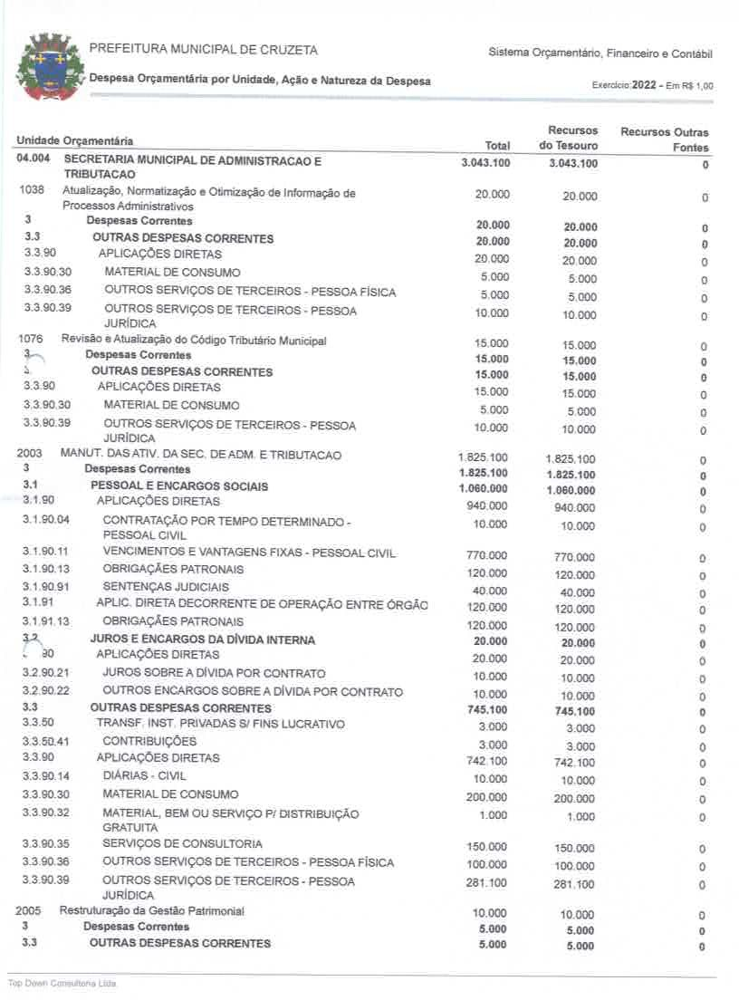 PREFEITURA MUNICIPAL DE CRUZETA
Sistema Orçamentário, Financeiro e Contábil
Despesa Orçamentária por Unidade, Ação e Natureza da Despesa
Exercício:2022 - Em R$ 1,00
Unidade Orçamentária Total Recursos do Tesouro Recursos Outras Fontes
04.004 SECRETARIA MUNICIPAL DE ADMINISTRACAO E 3.043.100 3.043.100 0
TRIBUTACAO
1038 Atualização, Normatização e Otimização de Informação de 20.000 20.000 0
Processos Administrativos
3 Despesas Correntes 20.000 20.000 0
3.3 OUTRAS DESPESAS CORRENTES 20.000 20.000 0
3.3.90 APLICAÇÕES DIRETAS 20.000 20.000 0
3.3.90.30 MATERIAL DE CONSUMO 5.000 5.000 0
3.3.90.36 OUTROS SERVIÇOS DE TERCEIROS - PESSOA FÍSICA 5.000 5.000 0
3.3.90.39 OUTROS SERVIÇOS DE TERCEIROS - PESSOA 10.000 10.000 0
JURÍDICA
1076 Revisão e Atualização do Código Tributário Municipal 15.000 15.000 0
3 Despesas Correntes 15.000 15.000 0
OUTRAS DESPESAS CORRENTES 15.000 15.000 0
3.3.90 APLICAÇÕES DIRETAS 15.000 15.000 0
3.3.90.30 MATERIAL DE CONSUMO 5.000 5.000 0
3.3.90.39 OUTROS SERVIÇOS DE TERCEIROS - PESSOA 10.000 10.000 0
JURÍDICA
2003 MANUT. DAS ATIV. DA SEC. DE ADM. E TRIBUTACAO 1.825.100 1.825.100 0
3 Despesas Correntes 1.825.100 1.825.100 0
3.1 PESSOAL E ENCARGOS SOCIAIS 1.060.000 1.060.000 0
3.1.90 APLICAÇÕES DIRETAS 940.000 940.000 0
3.1.90.04 CONTRATAÇÃO POR TEMPO DETERMINADO - 10.000 10.000 0
PESSOAL CIVIL
3.1.90.11 VENCIMENTOS E VANTAGENS FIXAS - PESSOAL CIVIL 770.000 770.000 0
3.1.90.13 OBRIGAÇÃES PATRONAIS 120.000 120.000 0
3.1.90.91 SENTENÇAS JUDICIAIS 40.000 40.000 0
3.1.91 APLIC. DIRETA DECORRENTE DE OPERAÇÃO ENTRE ÓRGÃO 120.000 120.000 0
3.1.91.13 OBRIGAÇÃES PATRONAIS 120.000 120.000 0
3.2 JUROS E ENCARGOS DA DÍVIDA INTERNA 20.000 20.000 0
90 APLICAÇÕES DIRETAS 20.000 20.000 0
3.2.90.21 JUROS SOBRE A DÍVIDA POR CONTRATO 10.000 10.000 0
3.2.90.22 OUTROS ENCARGOS SOBRE A DÍVIDA POR CONTRATO 10.000 10.000 0
3.3 OUTRAS DESPESAS CORRENTES 745.100 745.100 0
3.3.50 TRANSF. INST. PRIVADAS S/ FINS LUCRATIVO 3.000 3.000 0
3.3.50.41 CONTRIBUIÇÕES 3.000 3.000 0
3.3.90 APLICAÇÕES DIRETAS 742.100 742.100 0
3.3.90.14 DIÁRIAS - CIVIL 10.000 10.000 0
3.3.90.30 MATERIAL DE CONSUMO 200.000 200.000 0
3.3.90.32 MATERIAL, BEM OU SERVIÇO P/ DISTRIBUIÇÃO 1.000 1.000 0
GRATUITA
3.3.90.35 SERVIÇOS DE CONSULTORIA 150.000 150.000 0
3.3.90.36 OUTROS SERVIÇOS DE TERCEIROS - PESSOA FÍSICA 100.000 100.000 0
3.3.90.39 OUTROS SERVIÇOS DE TERCEIROS - PESSOA 281.100 281.100 0
JURÍDICA
2005 Restruturação da Gestão Patrimonial 10.000 10.000 0
3 Despesas Correntes 5.000 5.000 0
3.3 OUTRAS DESPESAS CORRENTES 5.000 5.000 0
Top Down Consultoria Ltda